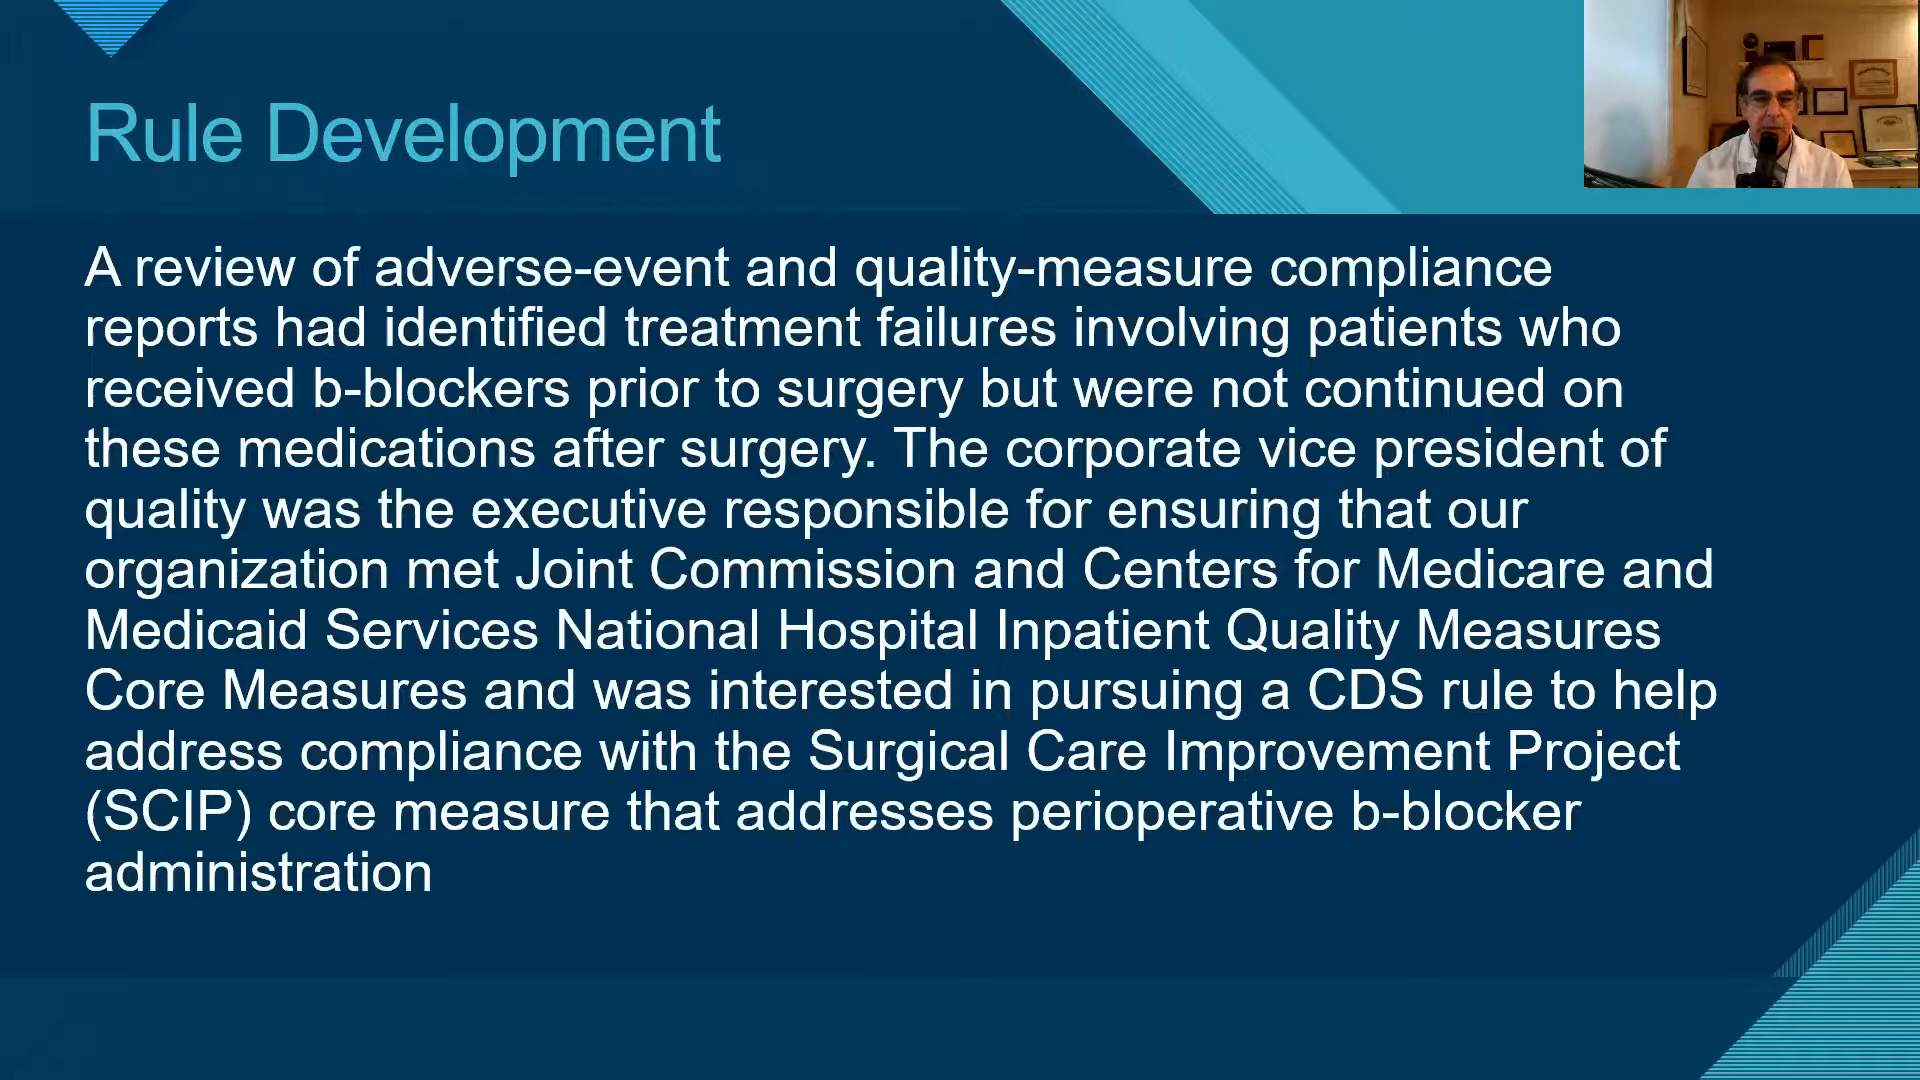 Rule Development
A review of adverse-event and quality-measure compliance
reports had identified treatment failures involving patients who
received b-blockers prior to surgery but were not continued on
these medications after surgery. The corporate vice president of
quality was the executive responsible for ensuring that our
organization met Joint Commission and Centers for Medicare and
Medicaid Services National Hospital Inpatient Quality Measures
Core Measures and was interested in pursuing a CDS rule to help
address compliance with the Surgical Care Improvement Project
(SCIP) core measure that addresses perioperative b-blocker
administration